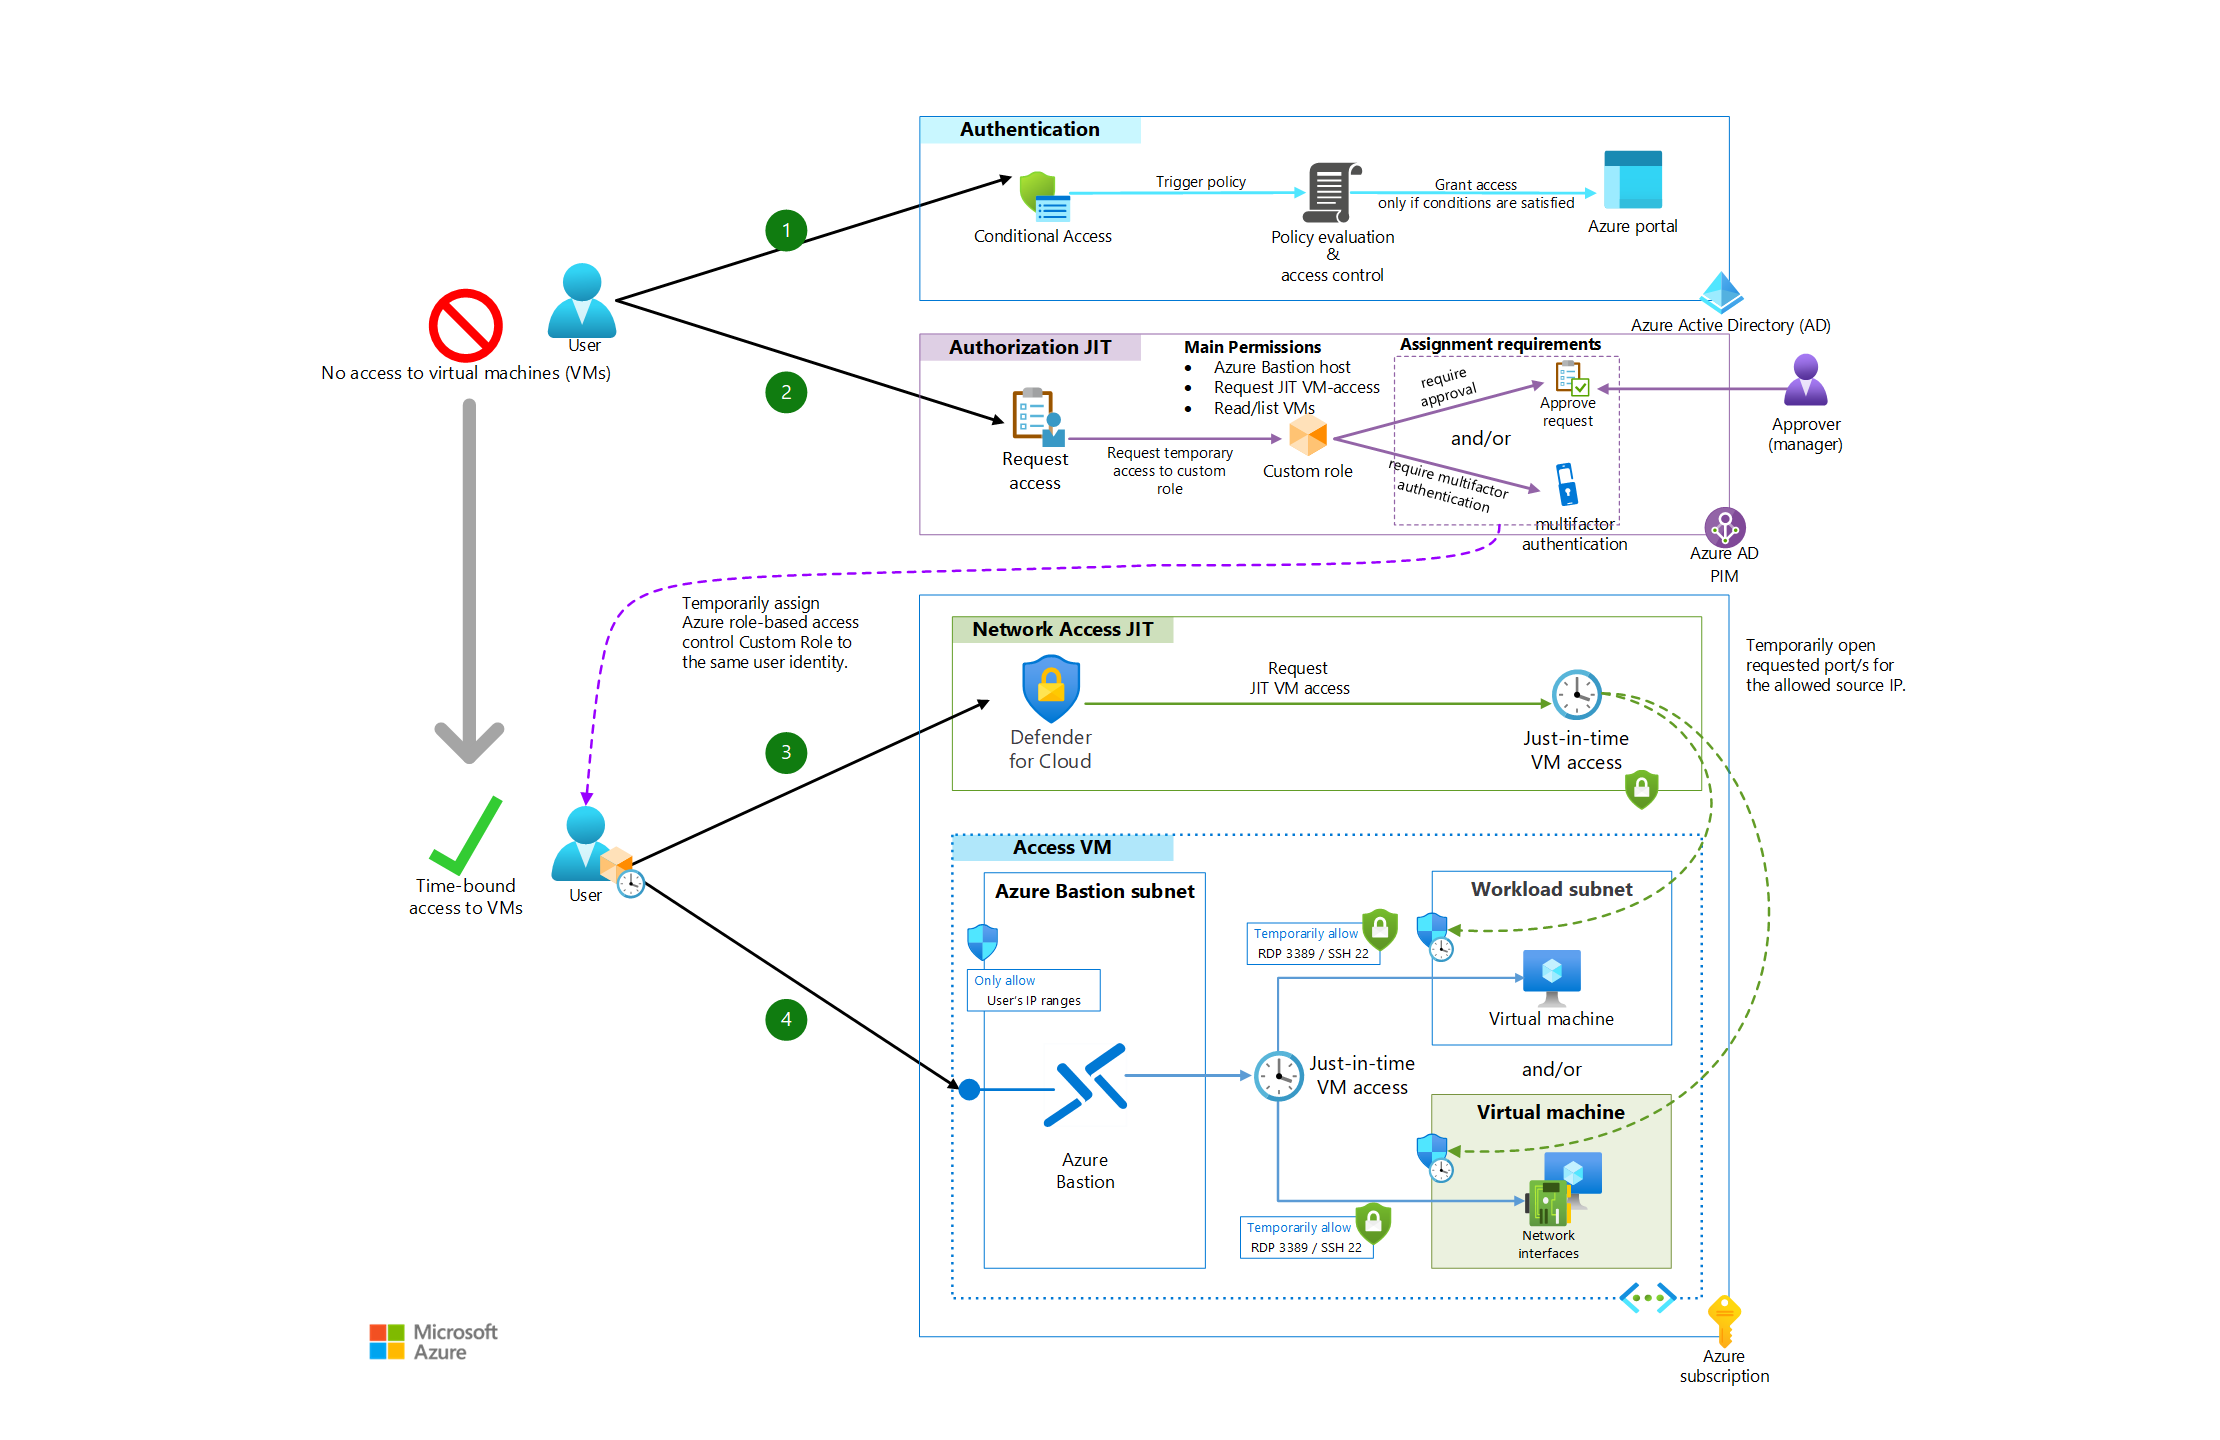 Authentication
Trigger policy
Grant access
only if conditions are satisfied
Conditional Access
Policy evaluation
&
access control
Azure portal
1
User
No access to virtual machines (VMs)
Azure Active Directory (AD)
Authorization JIT
Main Permissions
• Azure Bastion host
• Request JIT VM-access
• Read/list VMs
Assignment requirements
require
approval
Approve
request
and/or
2
Request
access
Request temporary
access to custom
role
Custom role
require multifactor
authentication
multifactor
authentication
Approver
(manager)
Azure AD
PIM
Temporarily assign
Azure role-based access
control Custom Role to
the same user identity.
Network Access JIT
Request
JIT VM access
Defender
for Cloud
Just-in-time
VM access
Temporarily open
requested port/s for
the allowed source IP.
3
Time-bound
access to VMs
User
4
Access VM
Azure Bastion subnet
Only allow
User's IP ranges
Azure
Bastion
Temporarily allow
RDP 3389 / SSH 22
Just-in-time
VM access
Workload subnet
Virtual machine
and/or
Virtual machine
Temporarily allow
RDP 3389 / SSH 22
Network
interfaces
Azure
subscription
Microsoft
Azure